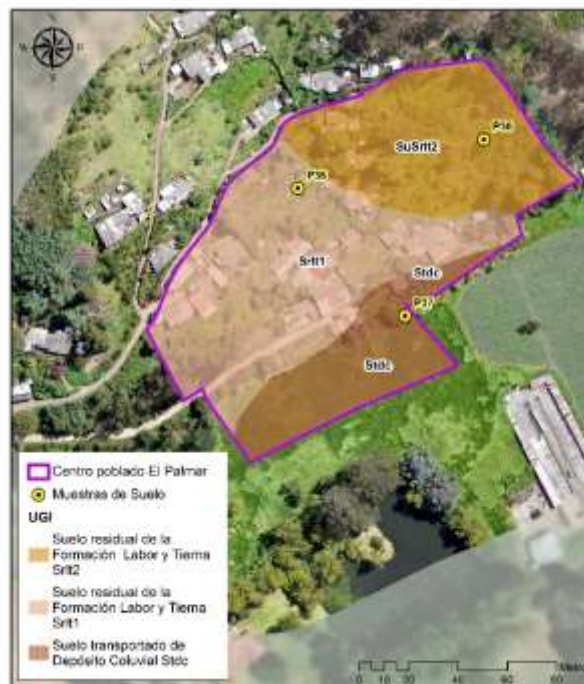 N
P36
SuSrlt2
P35
Srlt1
Stdc
P37
Stdc
Centro poblado El Palmar
Muestras de Suelo
UGI
Suelo residual de la
Formación Labor y Tierna
Srlt2
Suelo residual de la
Formación Labor y Tierna
Srlt1
Suelo transportado de
Depósito Coluvial Stdc
0 10 20 40 60 80